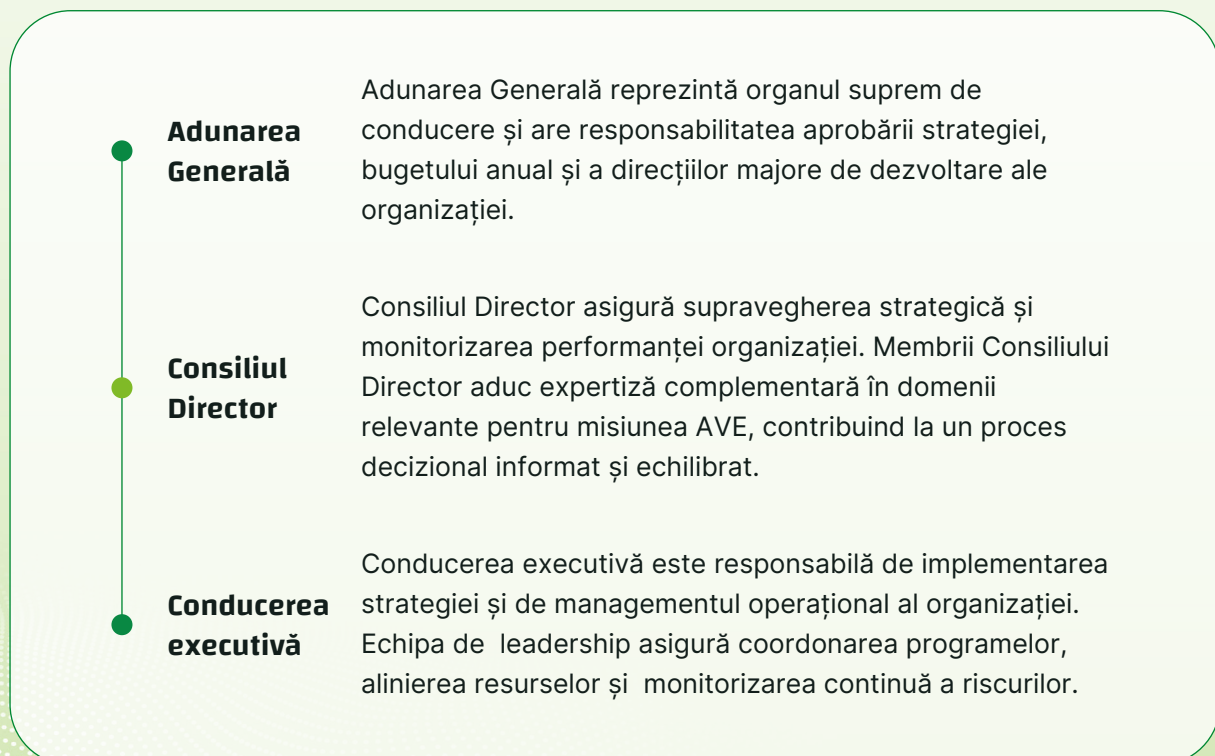 Adunarea
Generală
Adunarea Generală reprezintă organul suprem de
conducere și are responsabilitatea aprobării strategiei,
bugetului anual și a direcțiilor majore de dezvoltare ale
organizației.
Consiliul
Director
Consiliul Director asigură supravegherea strategică și
monitorizarea performanței organizației. Membrii Consiliului
Director aduc expertiză complementară în domenii
relevante pentru misiunea AVE, contribuind la un proces
decizional informat și echilibrat.
Conducerea
executivă
Conducerea executivă este responsabilă de implementarea
strategiei și de managementul operațional al organizației.
Echipa de  leadership asigură coordonarea programelor,
alinierea resurselor și  monitorizarea continuă a riscurilor.